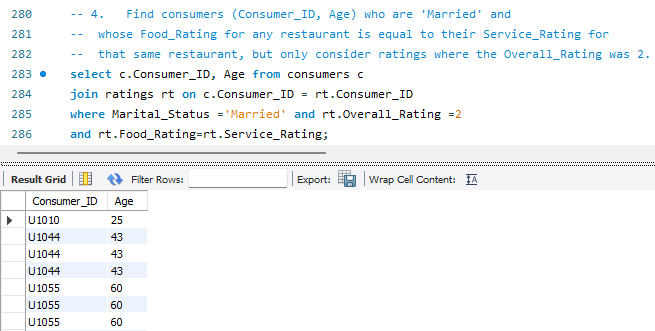 280 -- 4. Find consumers (Consumer_ID, Age) who are 'Married' and
281 -- whose Food_Rating for any restaurant is equal to their Service_Rating for
282 -- that same restaurant, but only consider ratings where the Overall_Rating was 2.
283 select c.Consumer_ID, Age from consumers c
284 join ratings rt on c.Consumer_ID = rt.Consumer_ID
285 where Marital_Status ='Married' and rt.Overall_Rating =2
286 and rt.Food_Rating=rt.Service_Rating;
Result Grid Filter Rows: Export: Wrap Cell Content: IA
Consumer_ID Age
U1010 25
U1044 43
U1044 43
U1044 43
U1055 60
U1055 60
U1055 60